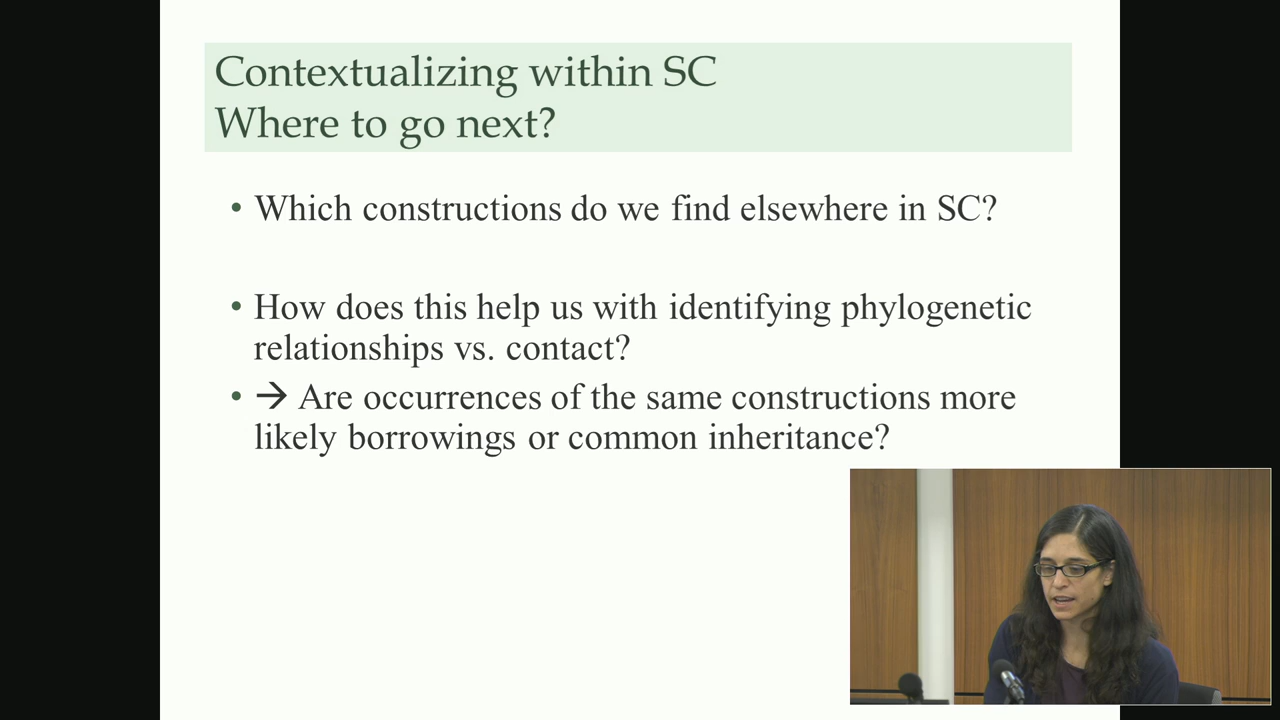 Contextualizing within SC
Where to go next?
• Which constructions do we find elsewhere in SC?
• How does this help us with identifying phylogenetic
relationships vs. contact?
• → Are occurrences of the same constructions more
likely borrowings or common inheritance?